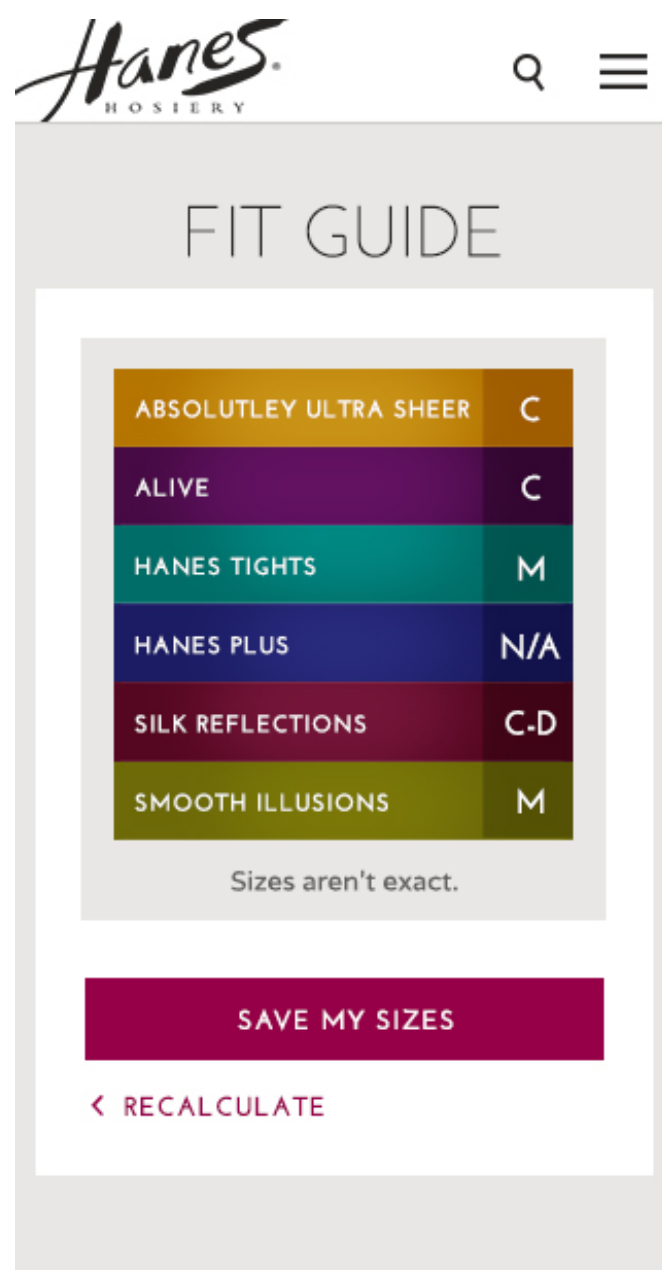 Hanes®
HOSIERY
FIT GUIDE
ABSOLUTLEY ULTRA SHEER C
ALIVE C
HANES TIGHTS M
HANES PLUS N/A
SILK REFLECTIONS C-D
SMOOTH ILLUSIONS M
Sizes aren't exact.
SAVE MY SIZES
< RECALCULATE